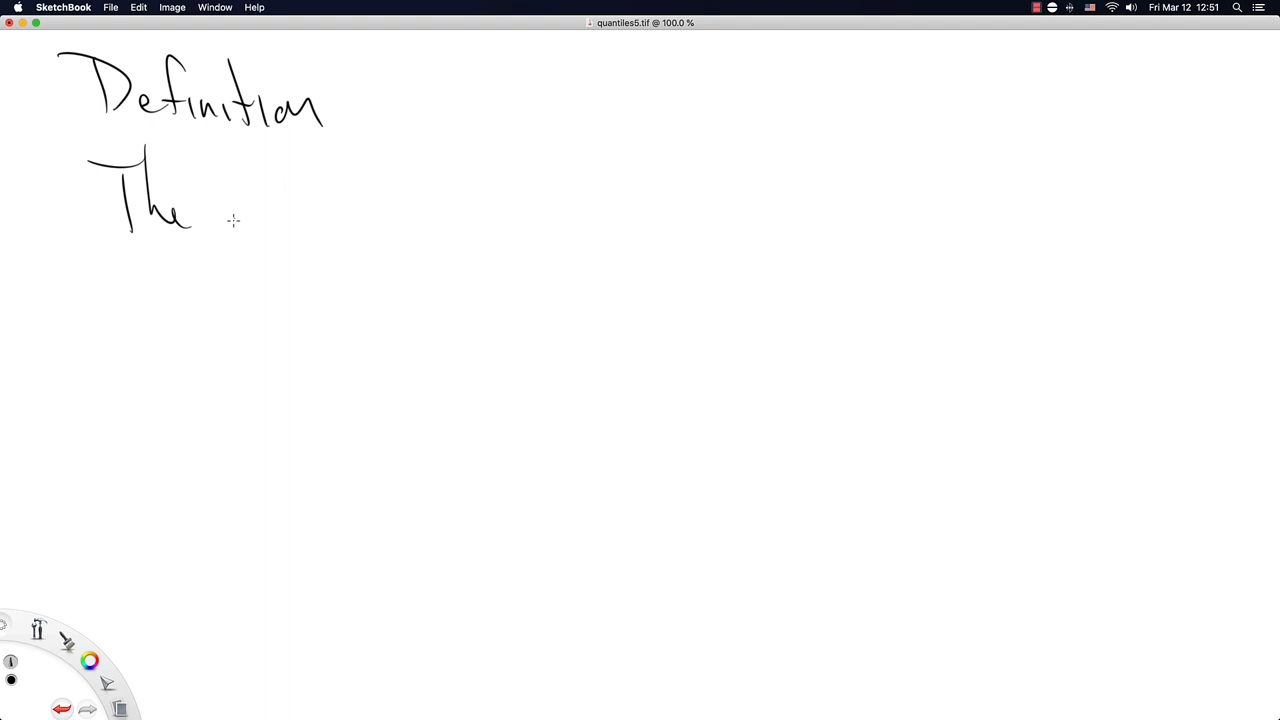 SketchBook File Edit Image Window Help Fri Mar 12 12:51
quantiles5.tif @ 100.0 %
Definition
The